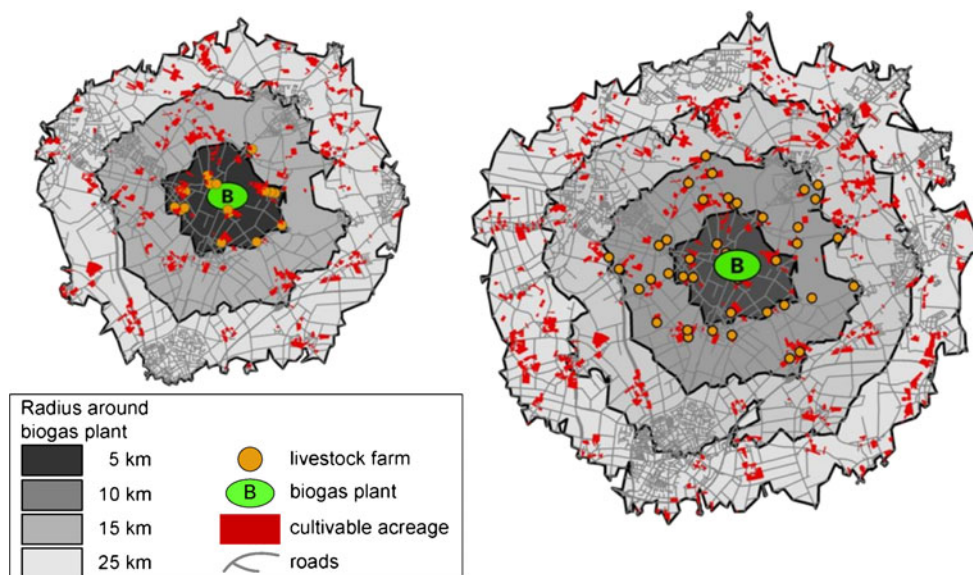 B
B
Radius around
biogas plant
5 km
10 km
15 km
25 km
livestock farm
B
biogas plant
cultivable acreage
roads